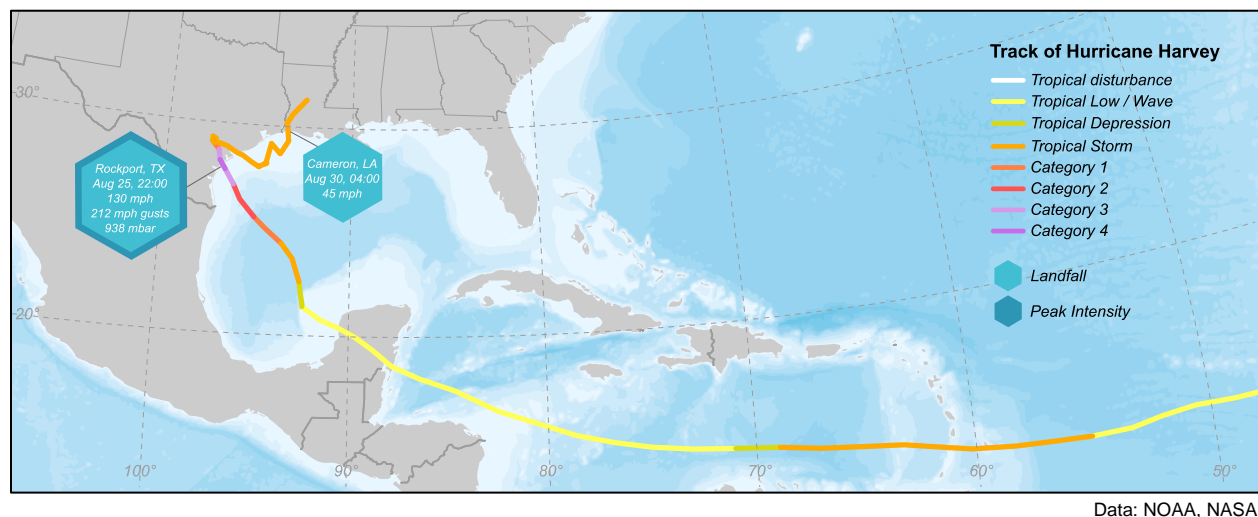 Track of Hurricane Harvey
Tropical disturbance
Tropical Low / Wave
Tropical Depression
Tropical Storm
Category 1
Category 2
Category 3
Category 4
Landfall
Peak Intensity
30°
20°
Rockport, TX
Aug 25, 22:00
130 mph
212 mph gusts
938 mbar
Cameron, LA
Aug 30, 04:00
45 mph
100°
90°
80°
70°
60°
50°
Data: NOAA, NASA